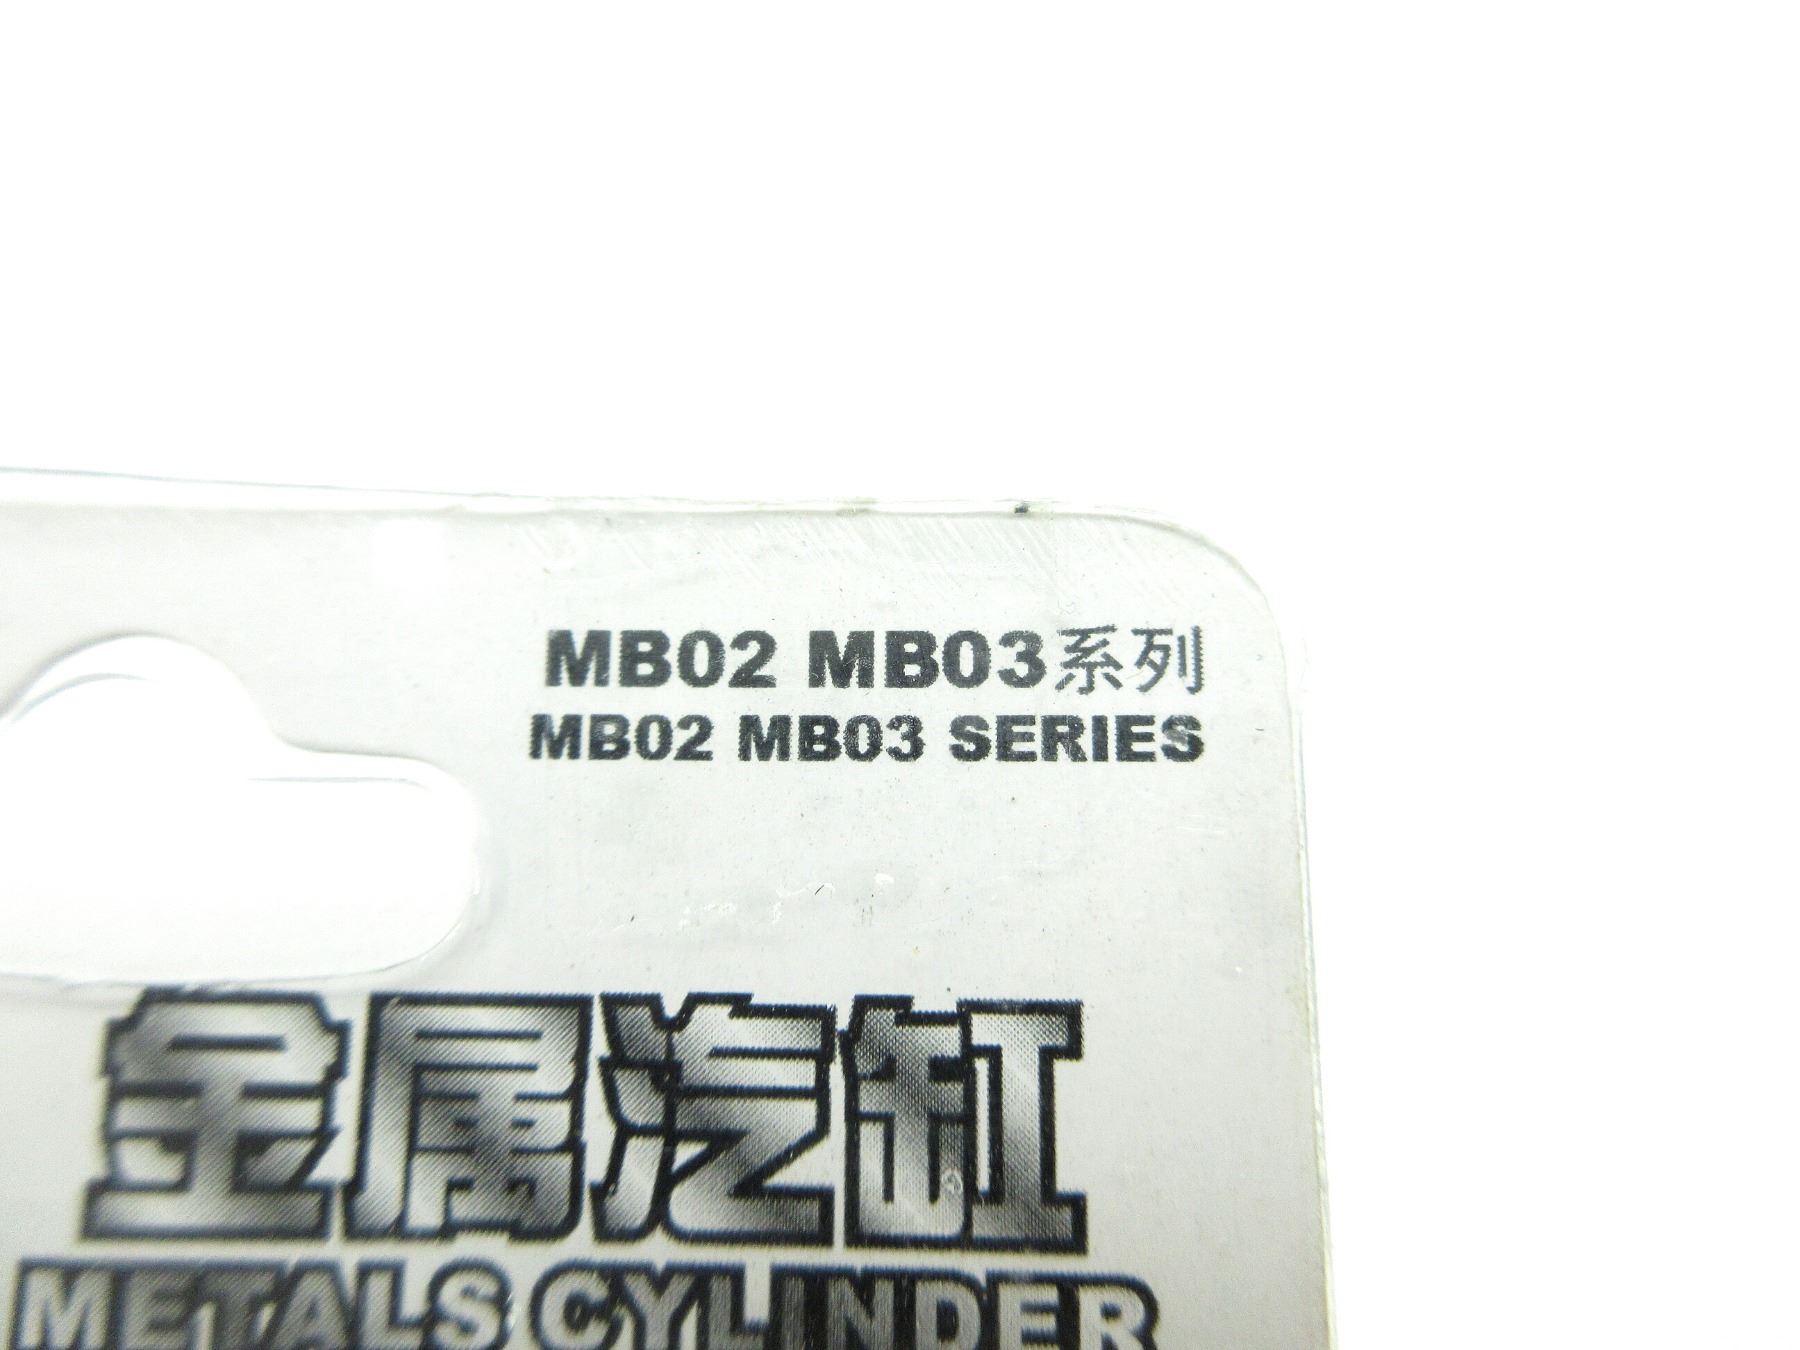 MB02 MB03系列
MB02 MB03 SERIES
金属汽缸
METALS CYLINDER